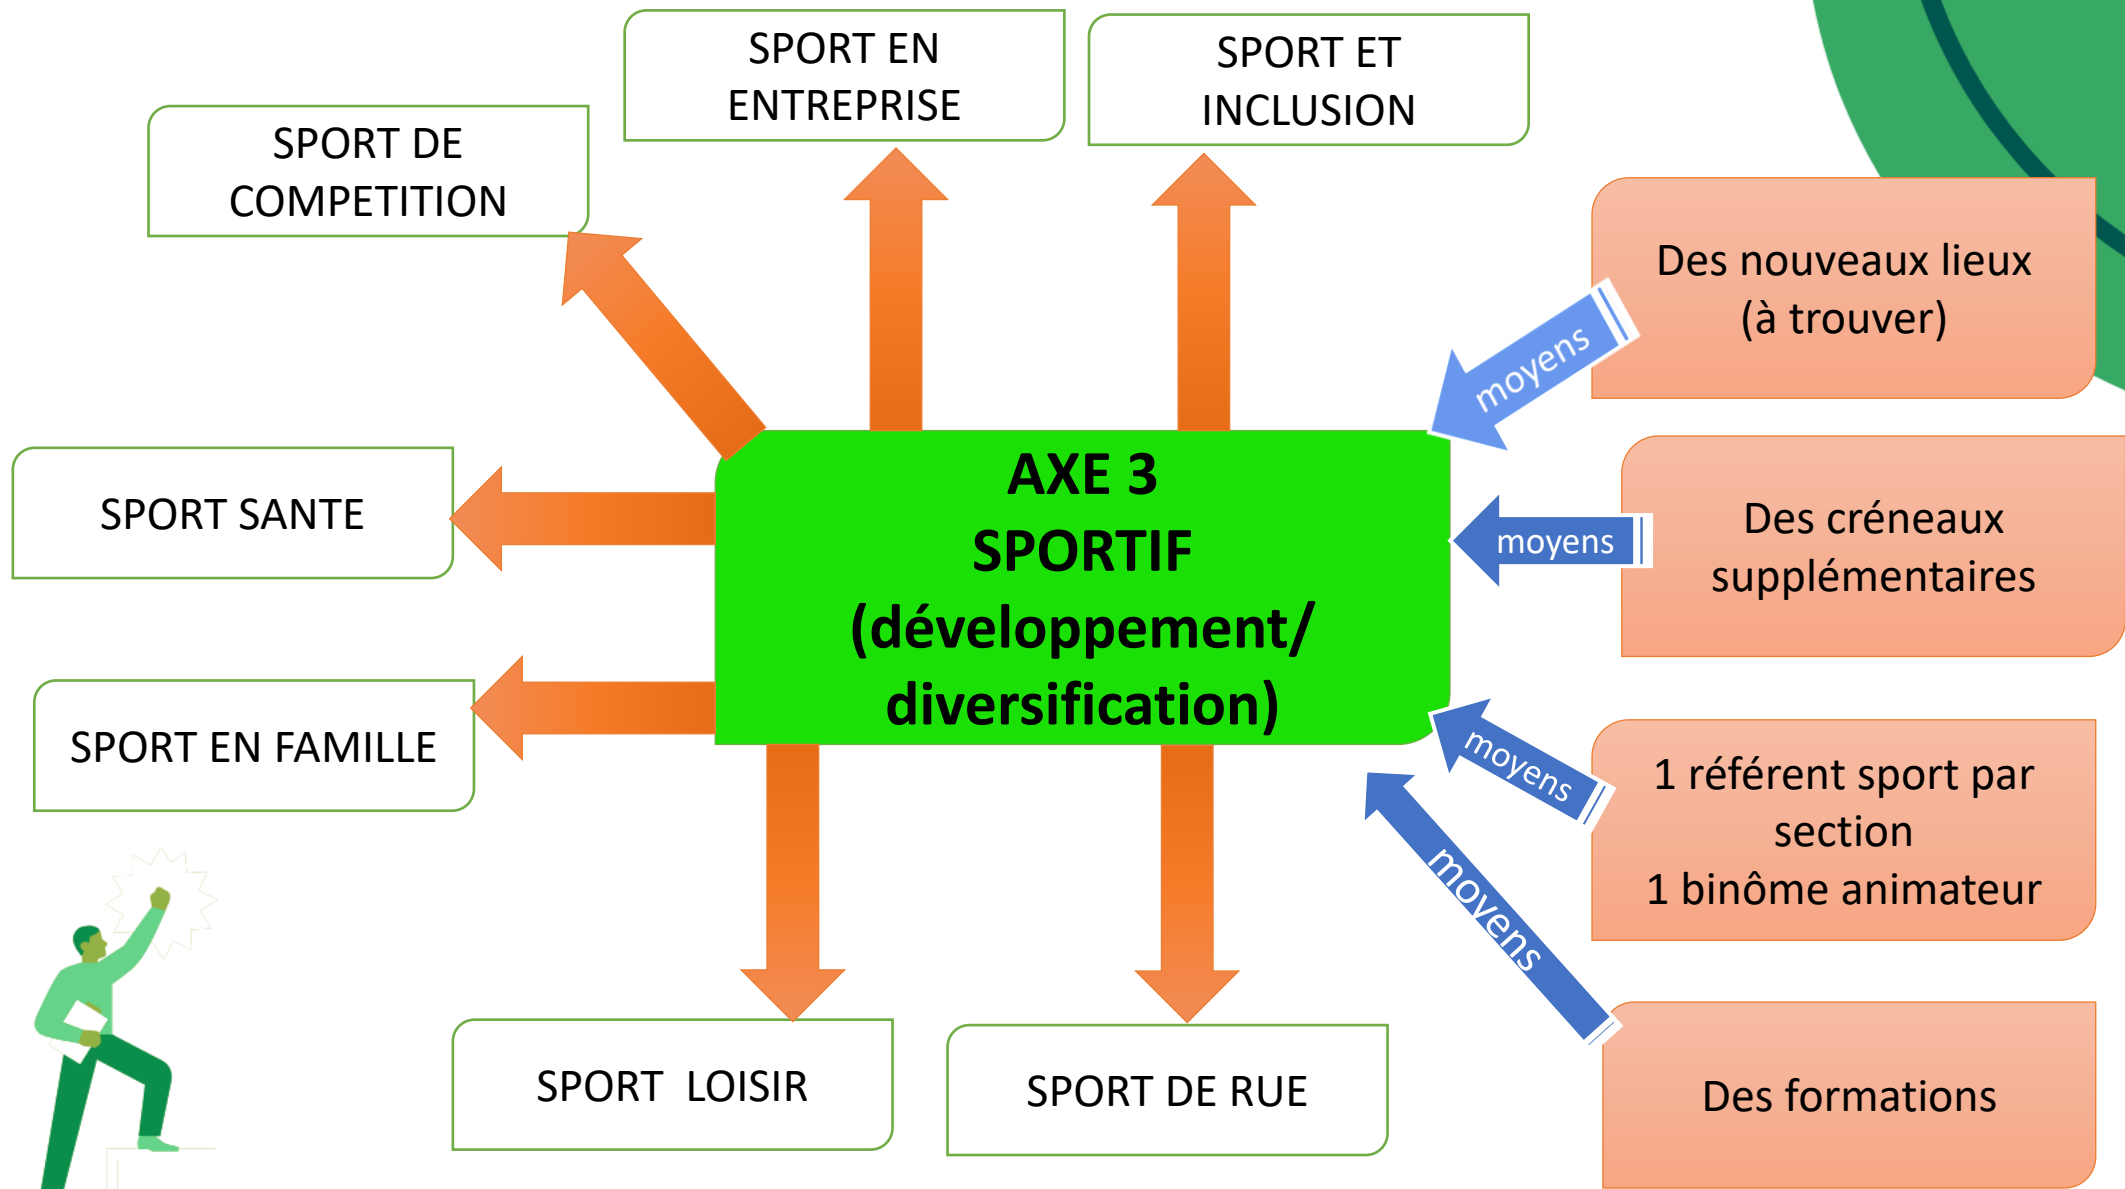 SPORT EN
ENTREPRISE
SPORT ET
INCLUSION
SPORT DE
COMPETITION
Des nouveaux lieux
(à trouver)
moyens
AXE 3
SPORTIF
(développement/
diversification)
SPORT SANTE
moyens
Des créneaux
supplémentaires
SPORT EN FAMILLE
moyens
1 référent sport par
section
1 binôme animateur
moyens
SPORT  LOISIR
SPORT DE RUE
Des formations